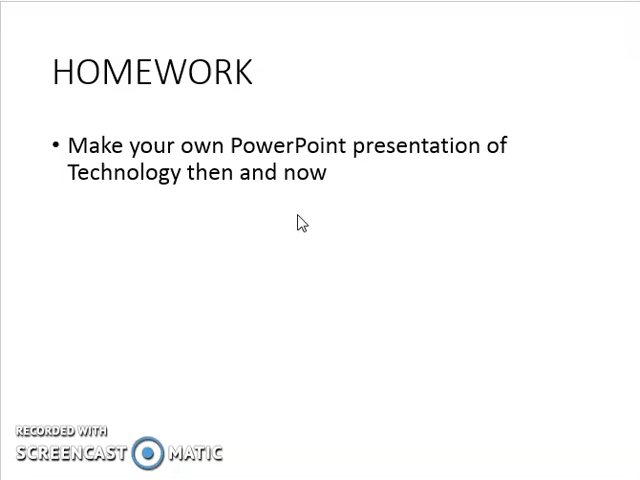 HOMEWORK
• Make your own PowerPoint presentation of
Technology then and now
RECORDED WITH
SCREENCAST MATIC